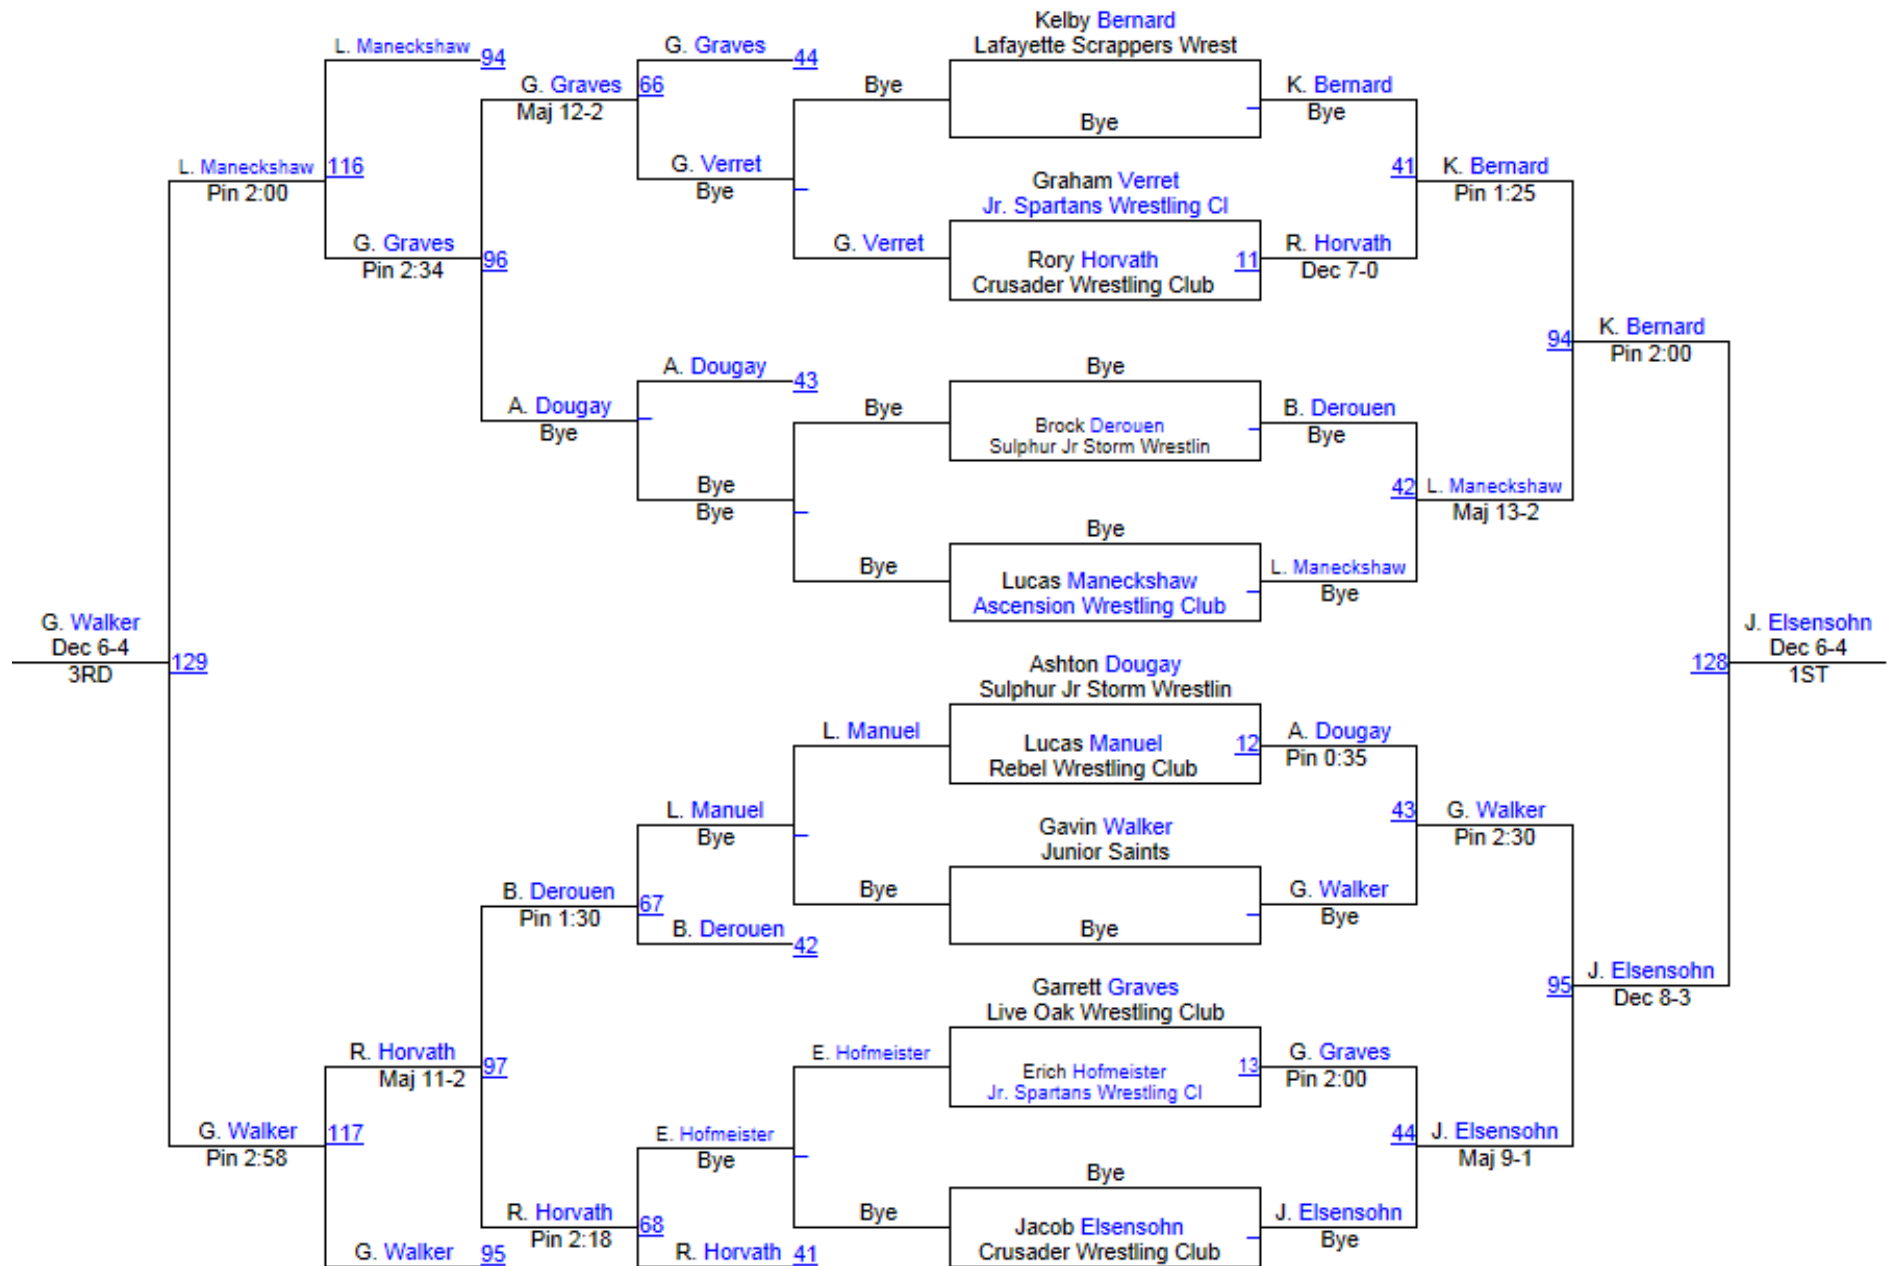 Kelby Bernard
Lafayette Scrappers Wrest
L. Maneckshaw 94
G. Graves 44
G. Graves 66
Maj 12-2
Bye
K. Bernard
Bye
Bye
L. Maneckshaw 116
Pin 2:00
G. Verret
Bye
Graham Verret
Jr. Spartans Wrestling Cl
41 K. Bernard
Pin 1:25
G. Graves
Pin 2:34
96
G. Verret
Rory Horvath 11
Crusader Wrestling Club
R. Horvath
Dec 7-0
94 K. Bernard
Pin 2:00
A. Dougay 43
Bye
A. Dougay
Bye
Bye
Brock Derouen
Sulphur Jr Storm Wrestlin
B. Derouen
Bye
Bye
Bye
42 L. Maneckshaw
Maj 13-2
Bye
Bye
Lucas Maneckshaw
Ascension Wrestling Club
L. Maneckshaw
Bye
G. Walker
Dec 6-4
3RD
129
J. Elsensohn
Dec 6-4
1ST
128
Ashton Dougay
Sulphur Jr Storm Wrestlin
L. Manuel
Lucas Manuel 12
Rebel Wrestling Club
A. Dougay
Pin 0:35
L. Manuel
Bye
Gavin Walker
Junior Saints
43 G. Walker
Pin 2:30
B. Derouen 67
Pin 1:30
Bye
Bye
G. Walker
Bye
B. Derouen 42
Garrett Graves
Live Oak Wrestling Club
95 J. Elsensohn
Dec 8-3
R. Horvath 97
Maj 11-2
E. Hofmeister
Erich Hofmeister 13
Jr. Spartans Wrestling Cl
G. Graves
Pin 2:00
G. Walker 117
Pin 2:58
E. Hofmeister
Bye
44 J. Elsensohn
Maj 9-1
Bye
R. Horvath 68
Pin 2:18
Bye
Jacob Elsensohn
Crusader Wrestling Club
J. Elsensohn
Bye
G. Walker 95
R. Horvath 41